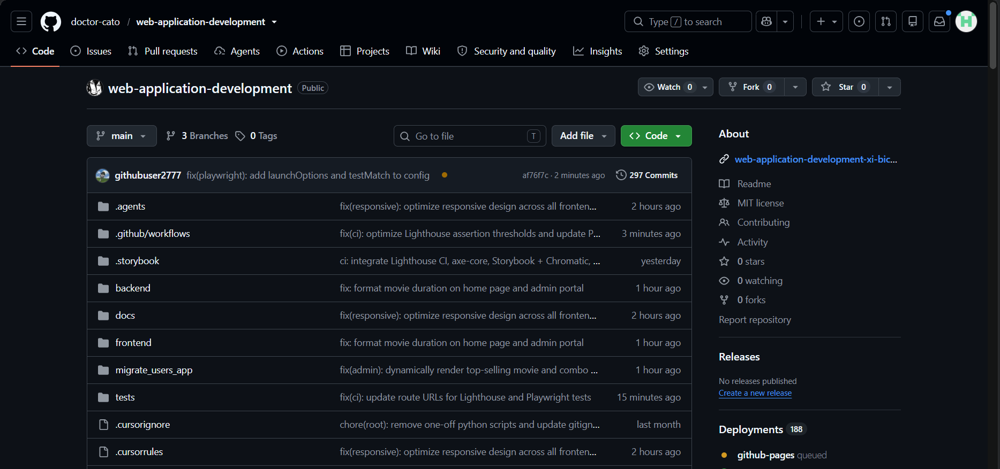 doctor-cato / web-application-development
Type / to search
Code
Issues
Pull requests
Agents
Actions
Projects
Wiki
Security and quality
Insights
Settings
web-application-development Public
Watch 0
Fork 0
Star 0
main
3 Branches
0 Tags
Go to file T
Add file
Code
githubuser2777 fix(playwright): add launchOptions and testMatch to config af76f7c · 2 minutes ago 297 Commits
.agents fix(responsive): optimize responsive design across all fronten... 2 hours ago
.github/workflows fix(ci): optimize Lighthouse assertion thresholds and update P... 3 minutes ago
.storybook ci: integrate Lighthouse CI, axe-core, Storybook + Chromatic, ... yesterday
backend fix: format movie duration on home page and admin portal 1 hour ago
docs fix(responsive): optimize responsive design across all fronten... 2 hours ago
frontend fix: format movie duration on home page and admin portal 1 hour ago
migrate_users_app fix(admin): dynamically render top-selling movie and combo ... 1 hour ago
tests fix(ci): update route URLs for Lighthouse and Playwright tests 15 minutes ago
.cursorignore chore(root): remove one-off python scripts and update gitign... last month
.cursorrules fix(responsive): optimize responsive design across all fronten... 2 hours ago
About
web-application-development-xi-bic...
Readme
MIT license
Contributing
Activity
0 stars
0 watching
0 forks
Report repository
Releases
No releases published
Create a new release
Deployments 188
github-pages queued